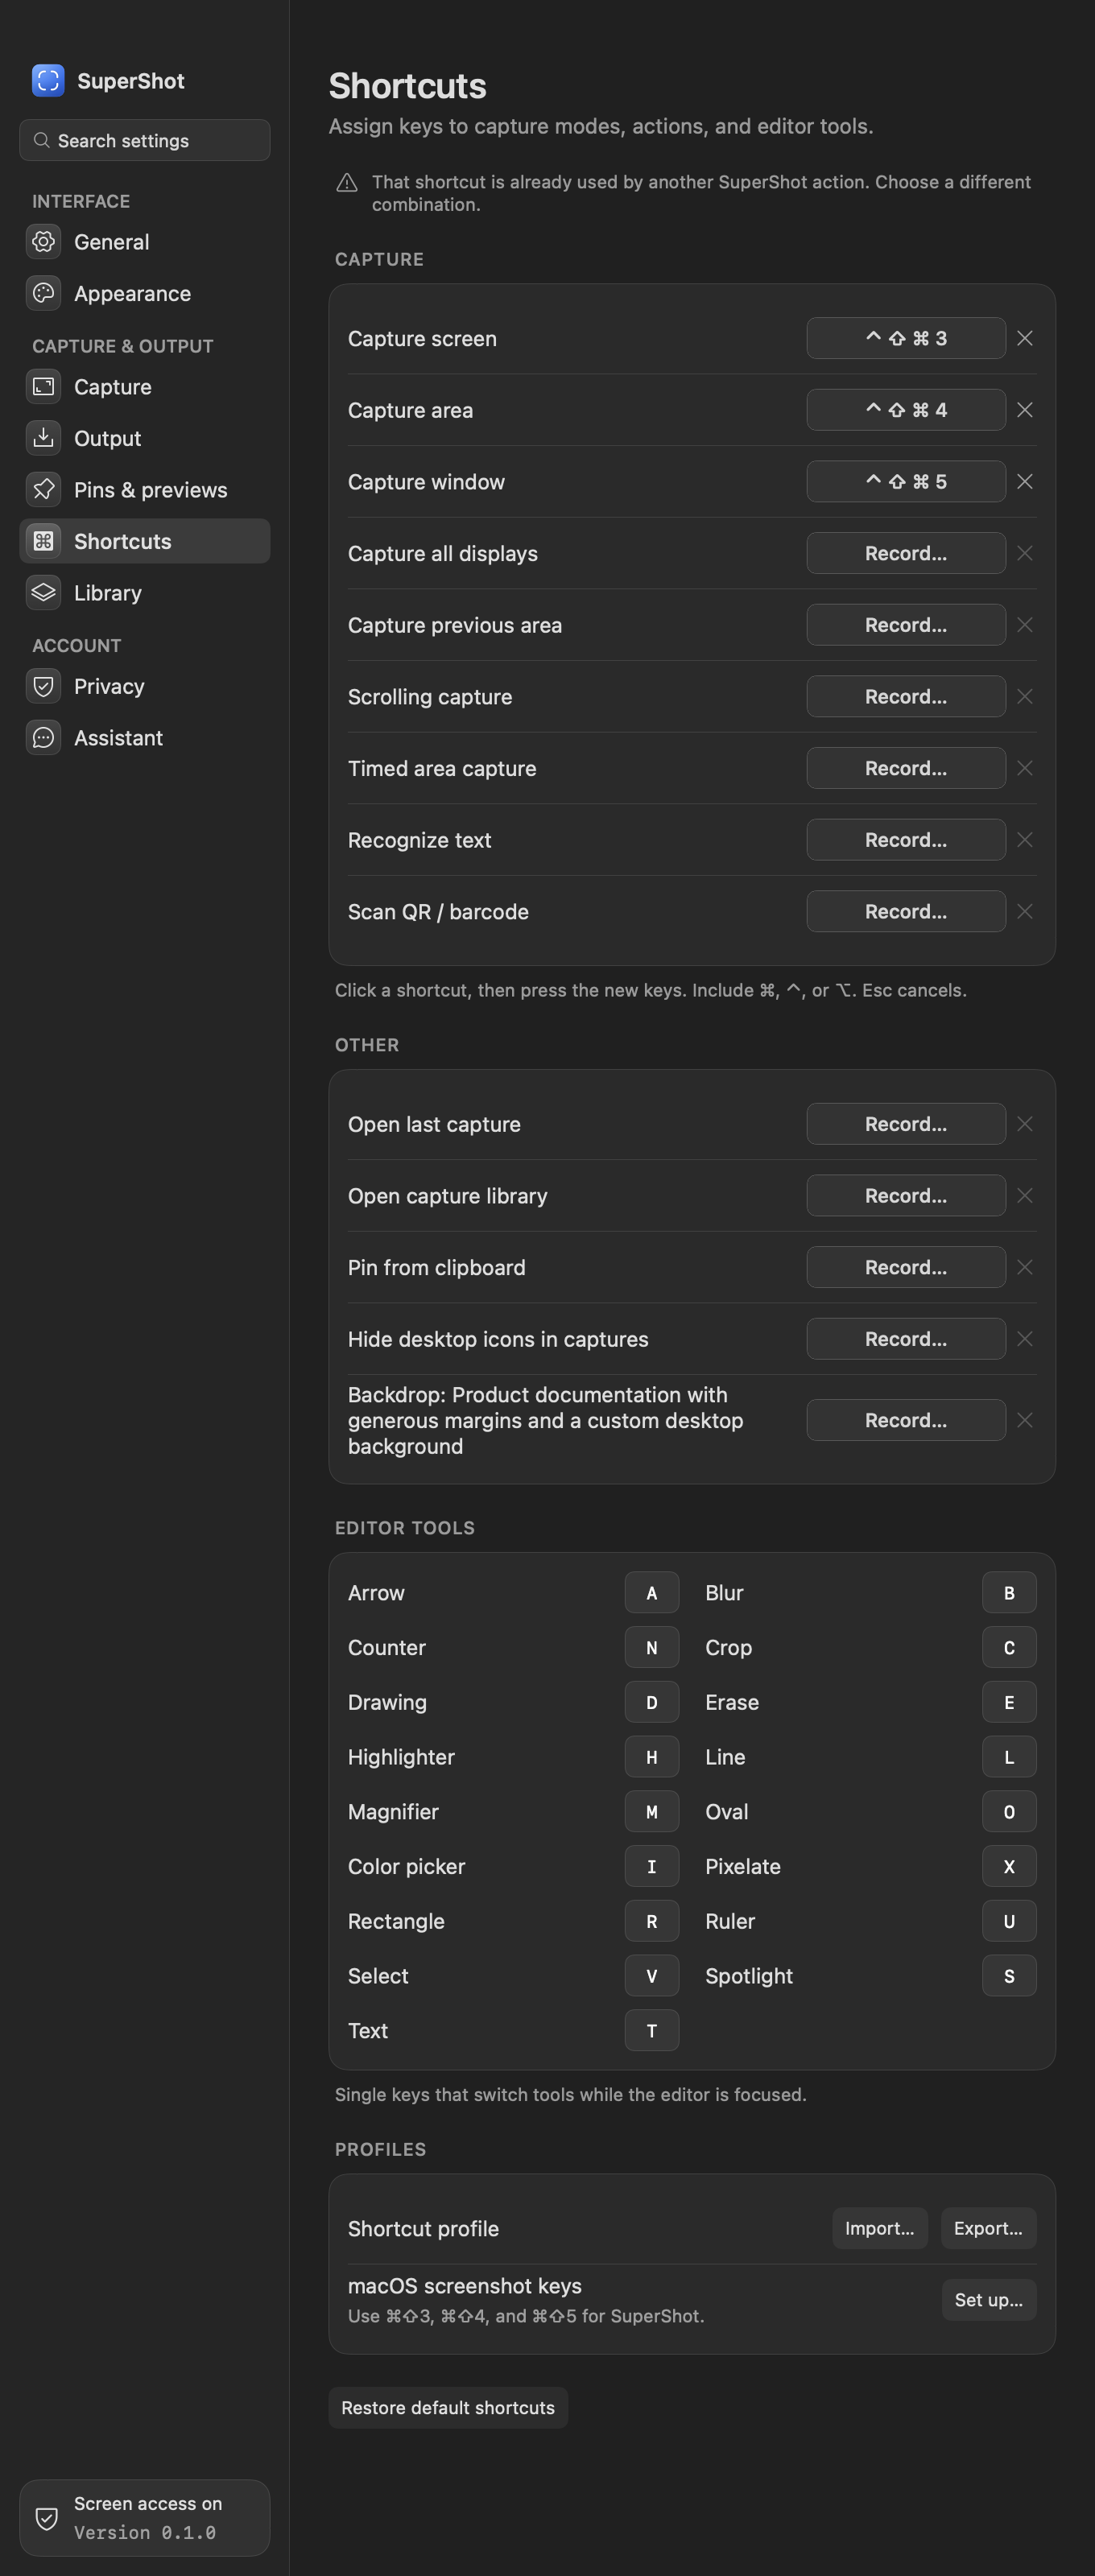 SuperShot
Search settings
INTERFACE
General
Appearance
CAPTURE & OUTPUT
Capture
Output
Pins & previews
Shortcuts
Library
ACCOUNT
Privacy
Assistant
Screen access on
Version 0.1.0
Shortcuts
Assign keys to capture modes, actions, and editor tools.
That shortcut is already used by another SuperShot action. Choose a different
combination.
CAPTURE
Capture screen ⌃⇧⌘3
Capture area ⌃⇧⌘4
Capture window ⌃⇧⌘5
Capture all displays Record...
Capture previous area Record...
Scrolling capture Record...
Timed area capture Record...
Recognize text Record...
Scan QR / barcode Record...
Click a shortcut, then press the new keys. Include ⌘, ⌃, or ⌥. Esc cancels.
OTHER
Open last capture Record...
Open capture library Record...
Pin from clipboard Record...
Hide desktop icons in captures Record...
Backdrop: Product documentation with
generous margins and a custom desktop
background
Record...
EDITOR TOOLS
Arrow A Blur B
Counter N Crop C
Drawing D Erase E
Highlighter H Line L
Magnifier M Oval O
Color picker I Pixelate X
Rectangle R Ruler U
Select V Spotlight S
Text T
Single keys that switch tools while the editor is focused.
PROFILES
Shortcut profile Import... Export...
macOS screenshot keys
Use ⌘⇧3, ⌘⇧4, and ⌘⇧5 for SuperShot.
Set up...
Restore default shortcuts